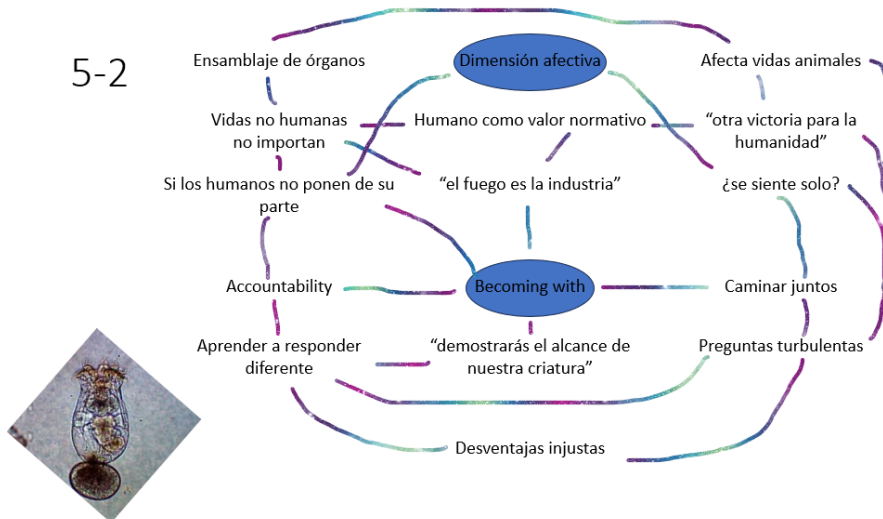 5-2
Ensamblaje de órganos
Dimensión afectiva
Afecta vidas animales
Vidas no humanas
no importan
Humano como valor normativo
“otra victoria para la
humanidad”
Si los humanos no ponen de su
parte
“el fuego es la industria”
¿se siente solo?
Accountability
Becoming with
Caminar juntos
Aprender a responder
diferente
“demostrarás el alcance de
nuestra criatura”
Preguntas turbulentas
Desventajas injustas